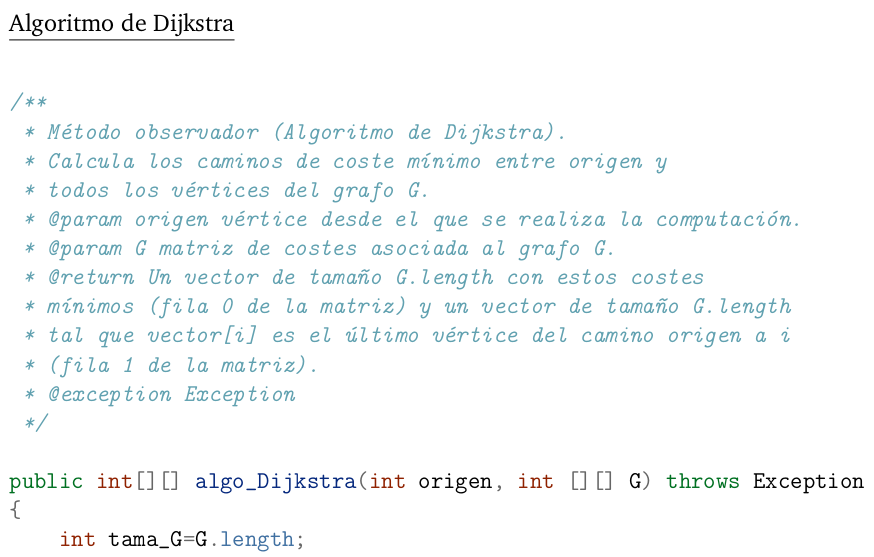 Algoritmo de Dijkstra
/**
* Método observador (Algoritmo de Dijkstra).
* Calcula los caminos de coste mínimo entre origen y
* todos los vértices del grafo G.
* @param origen vértice desde el que se realiza la computación.
* @param G matriz de costes asociada al grafo G.
* @return Un vector de tamaño G.length con estos costes
* mínimos (fila 0 de la matriz) y un vector de tamaño G.length
* tal que vector[i] es el último vértice del camino origen a i
* (fila 1 de la matriz).
* @exception Exception
*/
public int[][] algo_Dijkstra(int origen, int [][] G) throws Exception
{
int tama_G=G.length;